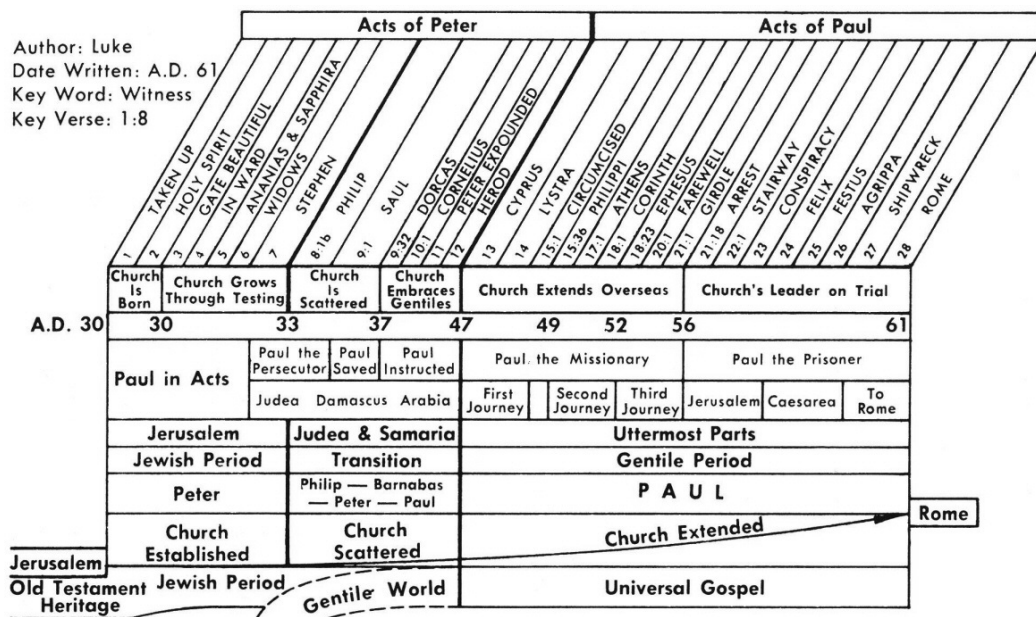 Acts of Peter
Acts of Paul
Author: Luke
Date Written: A.D. 61
Key Word: Witness
Key Verse: 1:8
TAKEN UP
HOLY SPIRIT
GATE BEAUTIFUL
IN WARD
ANANIAS & SAPPHIRA
WIDOWS
STEPHEN
PHILIP
SAUL
DORCAS
CORNELIUS
PETER EXPOUNDED
HEROD
CYPRUS
LYSTRA
CIRCUMCISED
PHILIPPI
ATHENS
CORINTH
EPHESUS
FAREWELL
GIRDLE
ARREST
STAIRWAY
CONSPIRACY
FELIX
FESTUS
AGRIPPA
SHIPWRECK
ROME
1 2 3 4 5 6 7 8:1b 9:1 9:32 10:1 11 12 13 14 15:1 15:36 17:1 18:1 18:23 20:1 21:1 21:18 22:1 23 24 25 26 27 28
Church Is Born
Church Grows Through Testing
Church Is Scattered
Church Embraces Gentiles
Church Extends Overseas
Church's Leader on Trial
A.D. 30 30 33 37 47 49 52 56 61
Paul in Acts
Paul the Persecutor
Paul Saved
Paul Instructed
Paul the Missionary
Paul the Prisoner
Judea Damascus Arabia
First Journey
Second Journey
Third Journey
Jerusalem
Caesarea
To Rome
Jerusalem
Judea & Samaria
Uttermost Parts
Jewish Period
Transition
Gentile Period
Peter
Philip — Barnabas
— Peter — Paul
PAUL
Church Established
Church Scattered
Church Extended
Rome
Jerusalem
Old Testament Heritage
Jewish Period
Gentile World
Universal Gospel